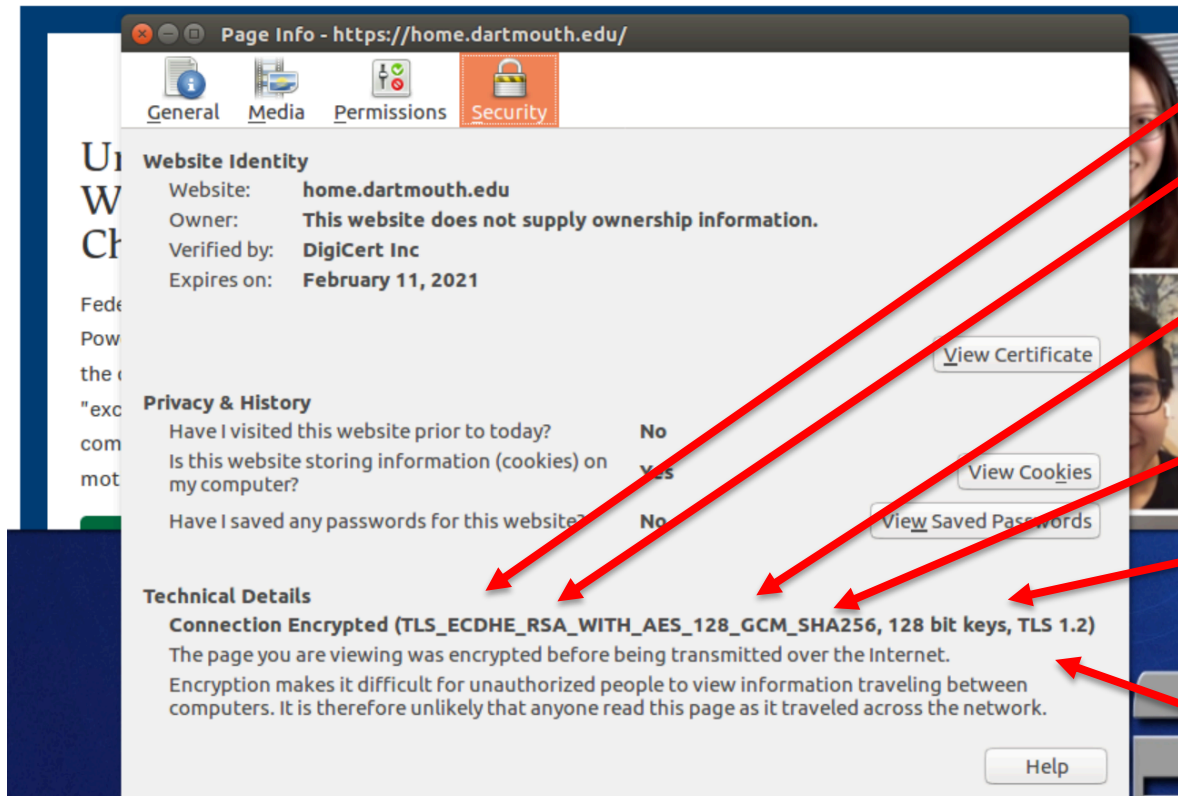 Page Info - https://home.dartmouth.edu/
General Media Permissions Security
Website Identity
Website: home.dartmouth.edu
Owner: This website does not supply ownership information.
Verified by: DigiCert Inc
Expires on: February 11, 2021
View Certificate
Privacy & History
Have I visited this website prior to today? No
Is this website storing information (cookies) on
my computer? Yes View Cookies
Have I saved any passwords for this website? No View Saved Passwords
Technical Details
Connection Encrypted (TLS_ECDHE_RSA_WITH_AES_128_GCM_SHA256, 128 bit keys, TLS 1.2)
The page you are viewing was encrypted before being transmitted over the Internet.
Encryption makes it difficult for unauthorized people to view information traveling between
computers. It is therefore unlikely that anyone read this page as it traveled across the network.
Help